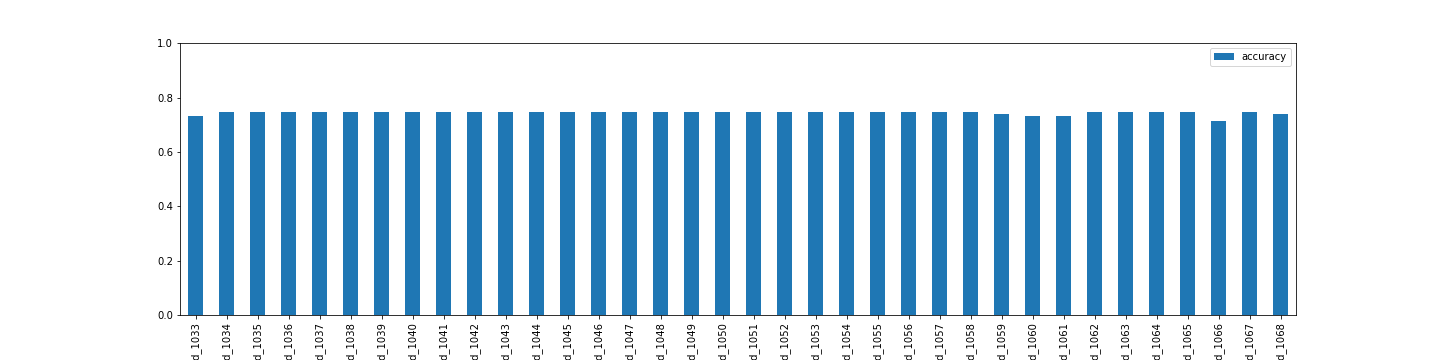 1.0
accuracy
0.8
0.6
0.4
0.2
0.0
d_1033
d_1034
d_1035
d_1036
d_1037
d_1038
d_1039
d_1040
d_1041
d_1042
d_1043
d_1044
d_1045
d_1046
d_1047
d_1048
d_1049
d_1050
d_1051
d_1052
d_1053
d_1054
d_1055
d_1056
d_1057
d_1058
d_1059
d_1060
d_1061
d_1062
d_1063
d_1064
d_1065
d_1066
d_1067
d_1068